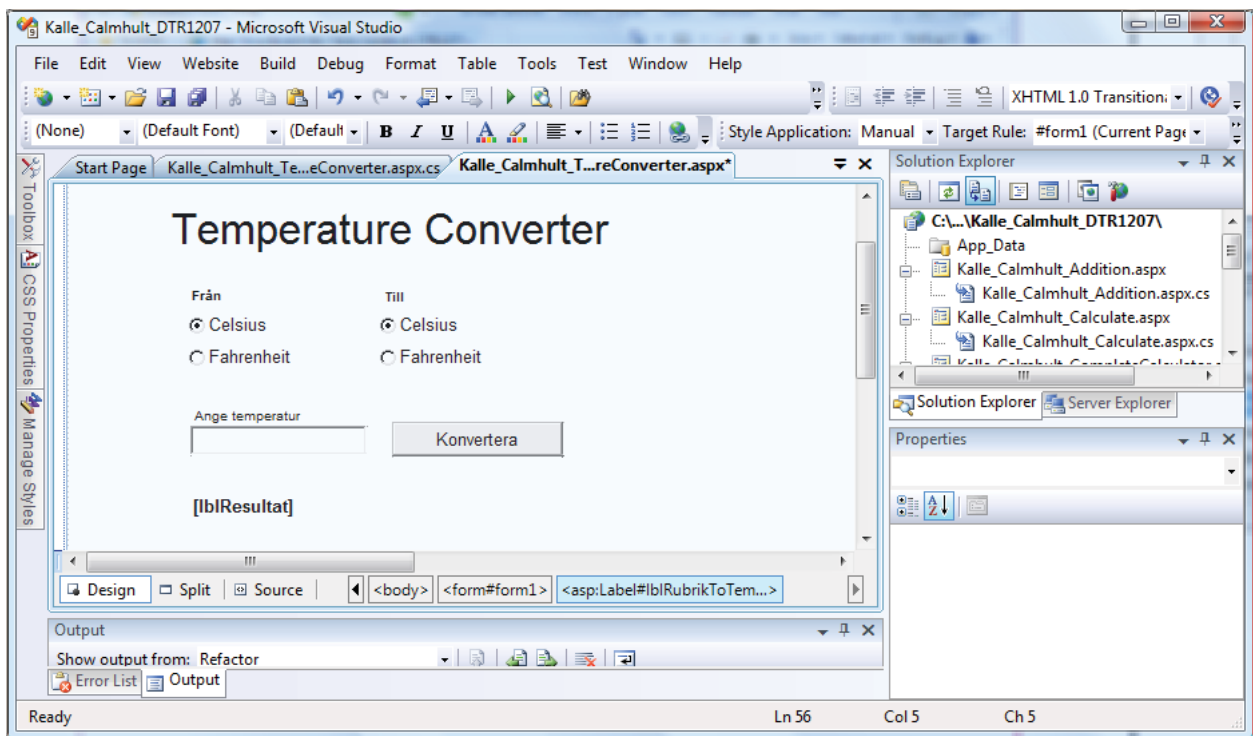 Kalle_Calmhult_DTR1207 - Microsoft Visual Studio
File Edit View Website Build Debug Format Table Tools Test Window Help
XHTML 1.0 Transition:
(None) (Default Font) (Default B I U Style Application: Manual Target Rule: #form1 (Current Page
Start Page Kalle_Calmhult_Te...eConverter.aspx.cs Kalle_Calmhult_T...reConverter.aspx*
Toolbox
CSS Properties
Manage Styles
Temperature Converter
Från Till
Celsius Celsius
Fahrenheit Fahrenheit
Ange temperatur
Konvertera
[lblResultat]
Design Split Source <body> <form#form1> <asp:Label#lblRubrikToTem...>
Output
Show output from: Refactor
Error List Output
Solution Explorer
C:\...\Kalle_Calmhult_DTR1207\
App_Data
Kalle_Calmhult_Addition.aspx
Kalle_Calmhult_Addition.aspx.cs
Kalle_Calmhult_Calculate.aspx
Kalle_Calmhult_Calculate.aspx.cs
Solution Explorer Server Explorer
Properties
Ready Ln 56 Col 5 Ch 5